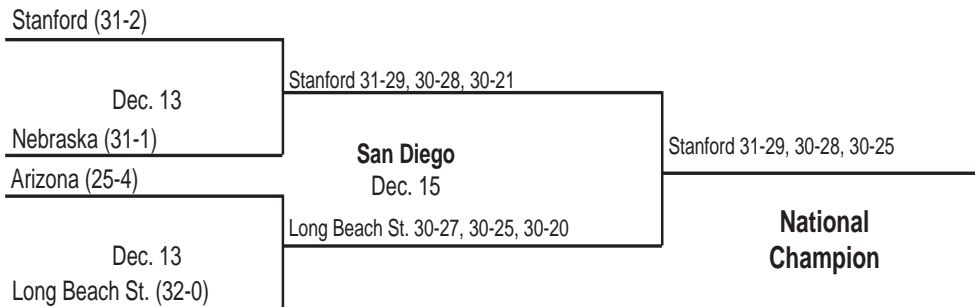 Stanford (31-2)
Dec. 13
Nebraska (31-1)
Stanford 31-29, 30-28, 30-21
Arizona (25-4)
Dec. 13
Long Beach St. (32-0)
Long Beach St. 30-27, 30-25, 30-20
San Diego
Dec. 15
Stanford 31-29, 30-28, 30-25
National
Champion